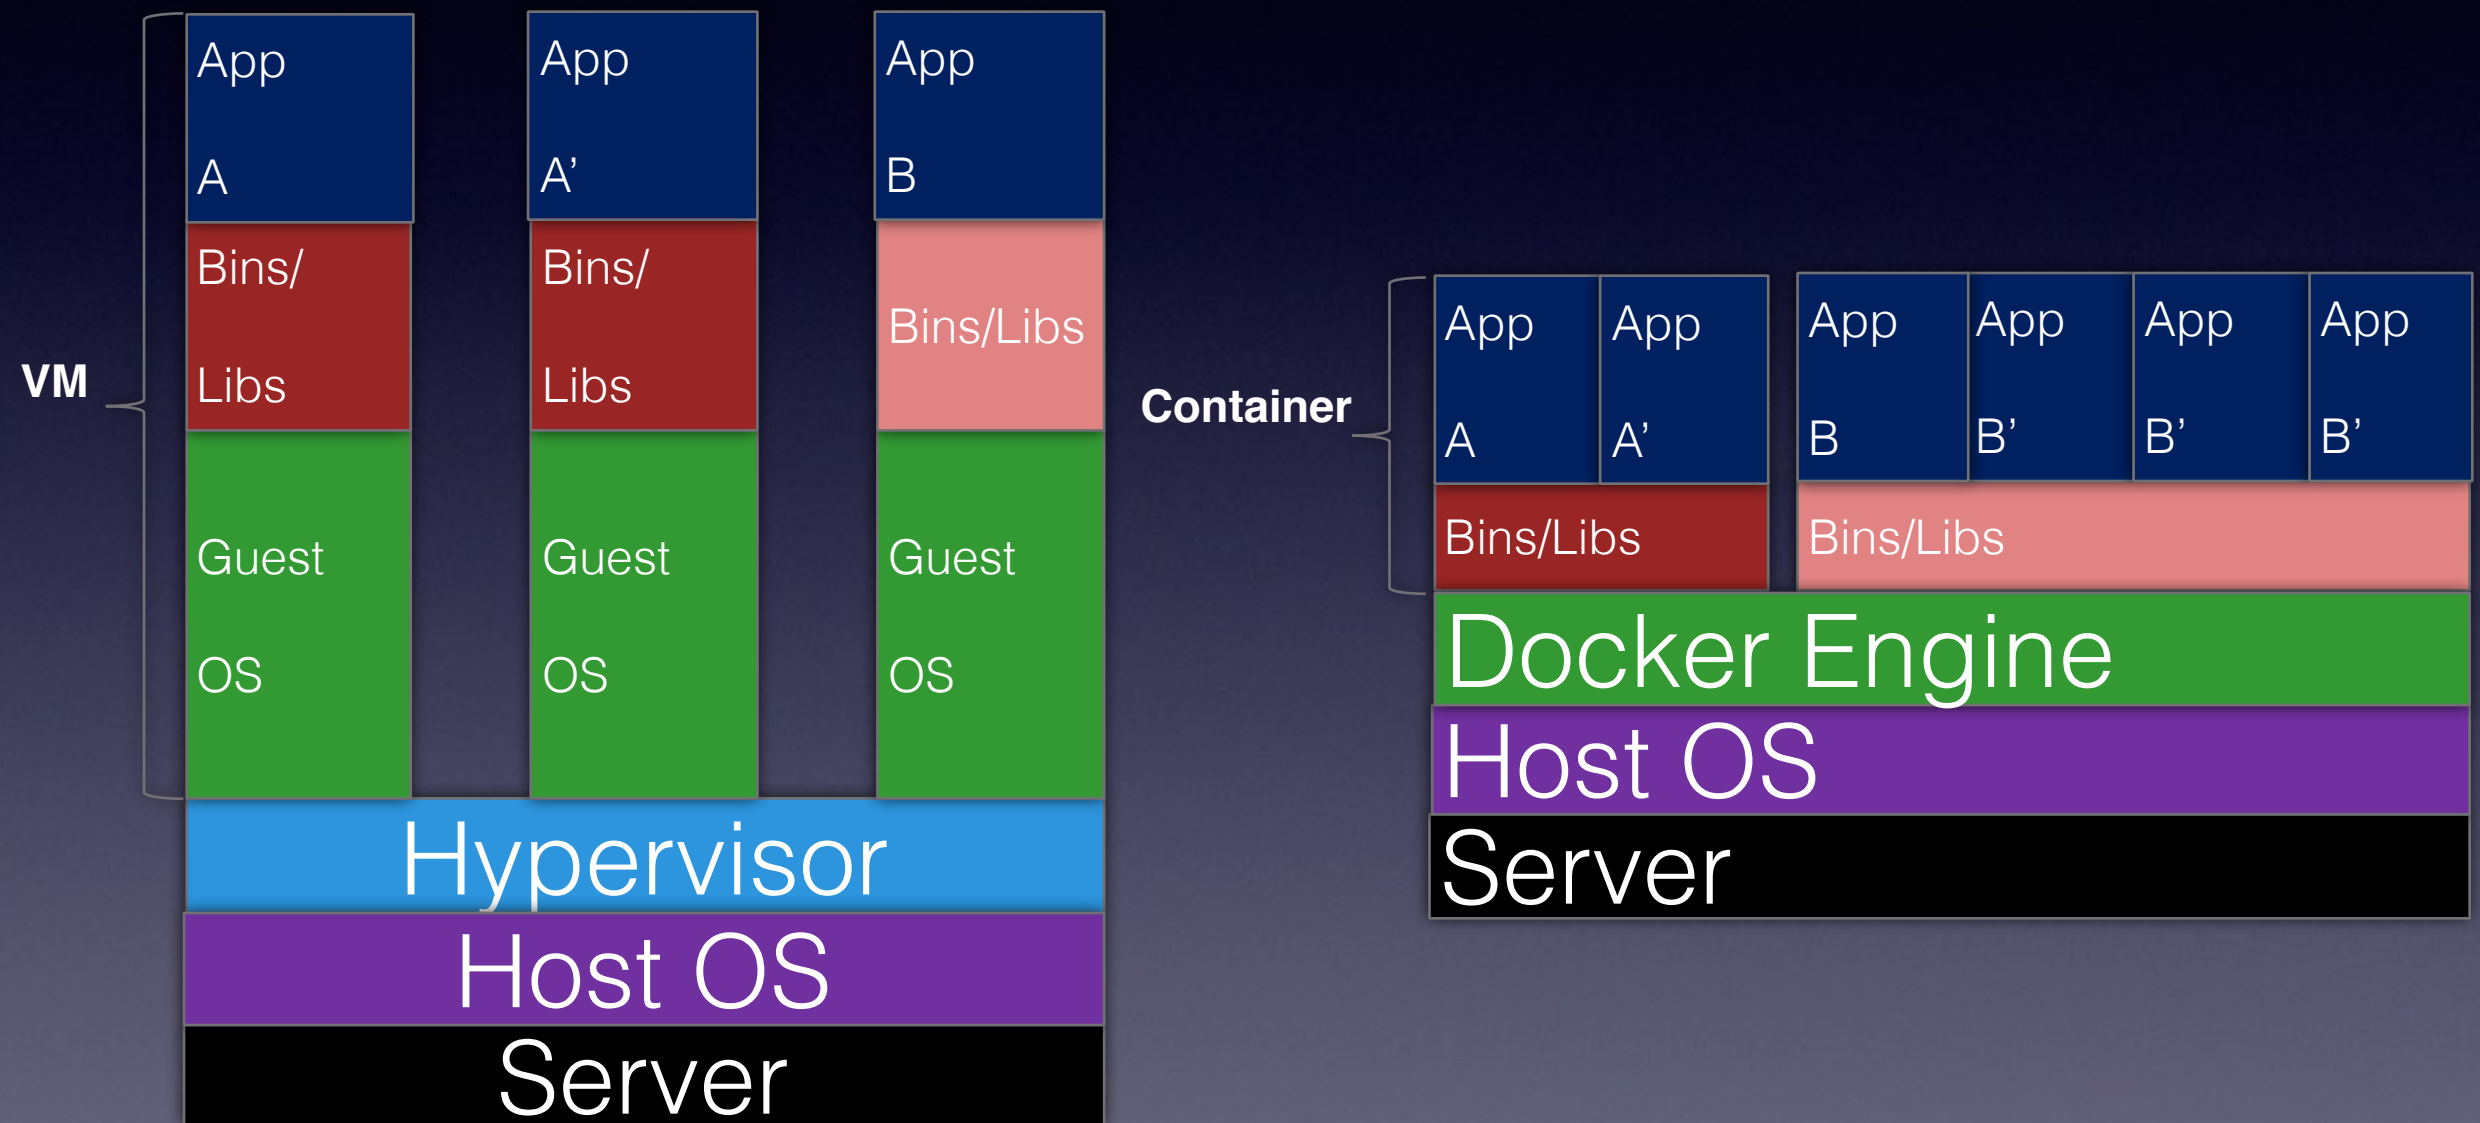 VM
App
A
Bins/
Libs
Guest
OS
App
A’
Bins/
Libs
Guest
OS
App
B
Bins/Libs
Guest
OS
Hypervisor
Host OS
Server
Container
App
A
App
A’
Bins/Libs
App
B
App
B’
App
B’
App
B’
Bins/Libs
Docker Engine
Host OS
Server